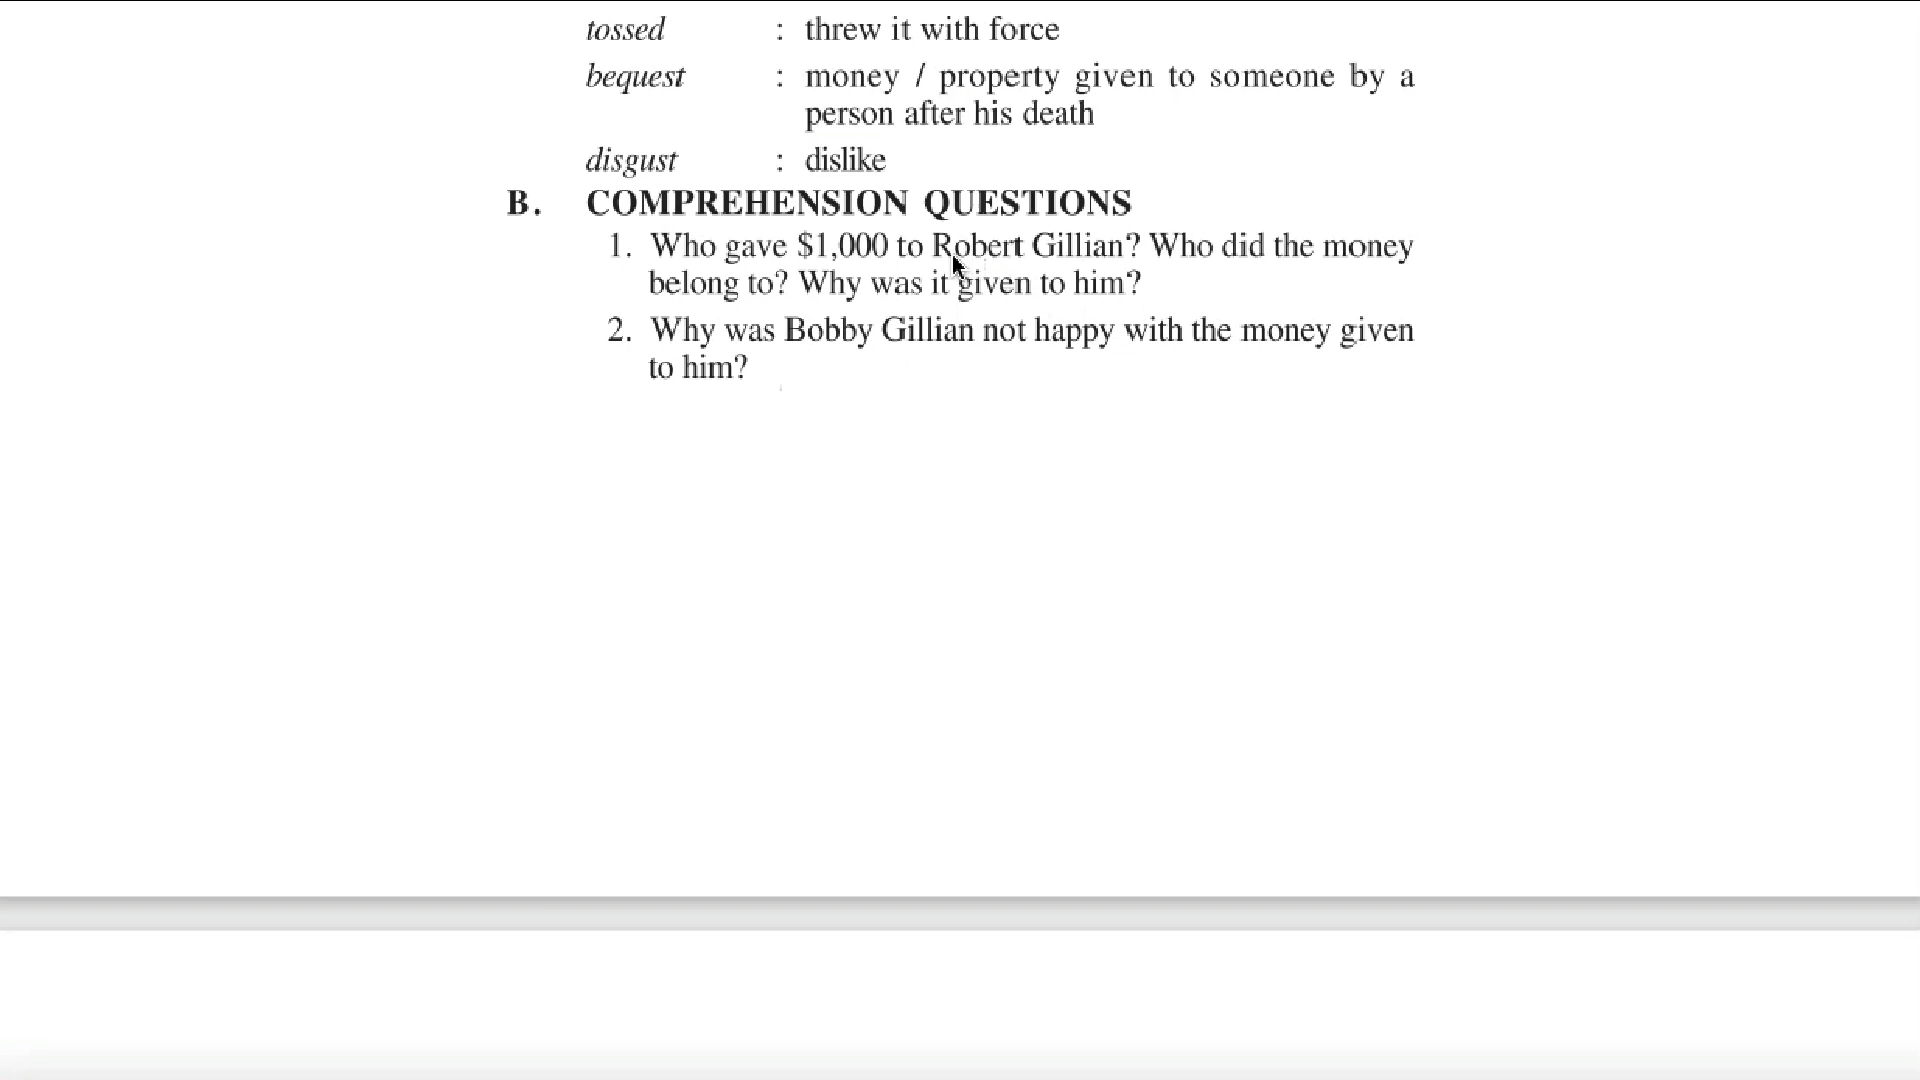 tossed : threw it with force
bequest : money / property given to someone by a
person after his death
disgust : dislike
B. COMPREHENSION QUESTIONS
1. Who gave $1,000 to Robert Gillian? Who did the money
belong to? Why was it given to him?
2. Why was Bobby Gillian not happy with the money given
to him?